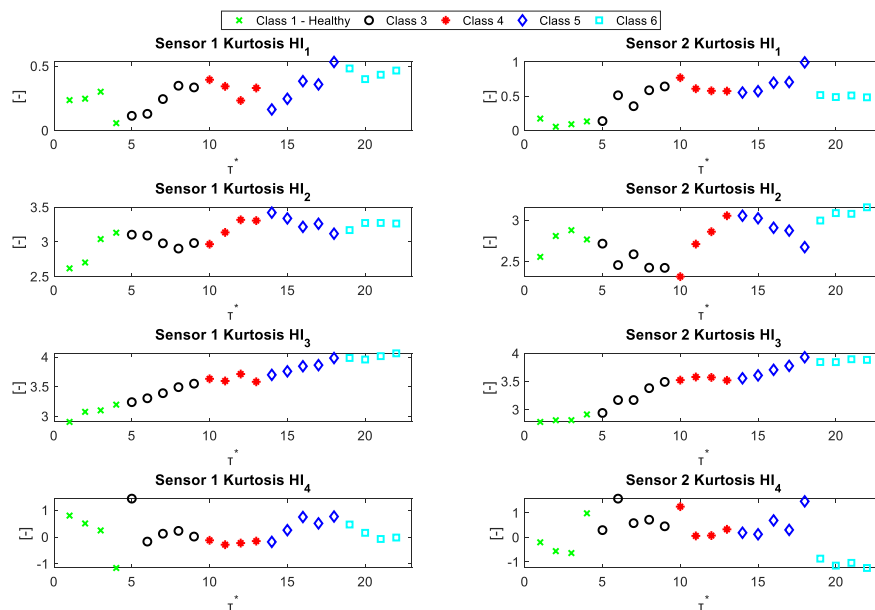 Class 1 - Healthy Class 3 Class 4 Class 5 Class 6
Sensor 1 Kurtosis HI1
0.5
0
[-]
0 5 10 15 20
τ*
Sensor 2 Kurtosis HI1
1
0.5
0
[-]
0 5 10 15 20
τ*
Sensor 1 Kurtosis HI2
3.5
3
2.5
[-]
0 5 10 15 20
τ*
Sensor 2 Kurtosis HI2
3
2.5
[-]
0 5 10 15 20
τ*
Sensor 1 Kurtosis HI3
4
3.5
3
[-]
0 5 10 15 20
τ*
Sensor 2 Kurtosis HI3
4
3.5
3
[-]
0 5 10 15 20
τ*
Sensor 1 Kurtosis HI4
1
0
-1
[-]
0 5 10 15 20
τ*
Sensor 2 Kurtosis HI4
1
0
-1
[-]
0 5 10 15 20
τ*